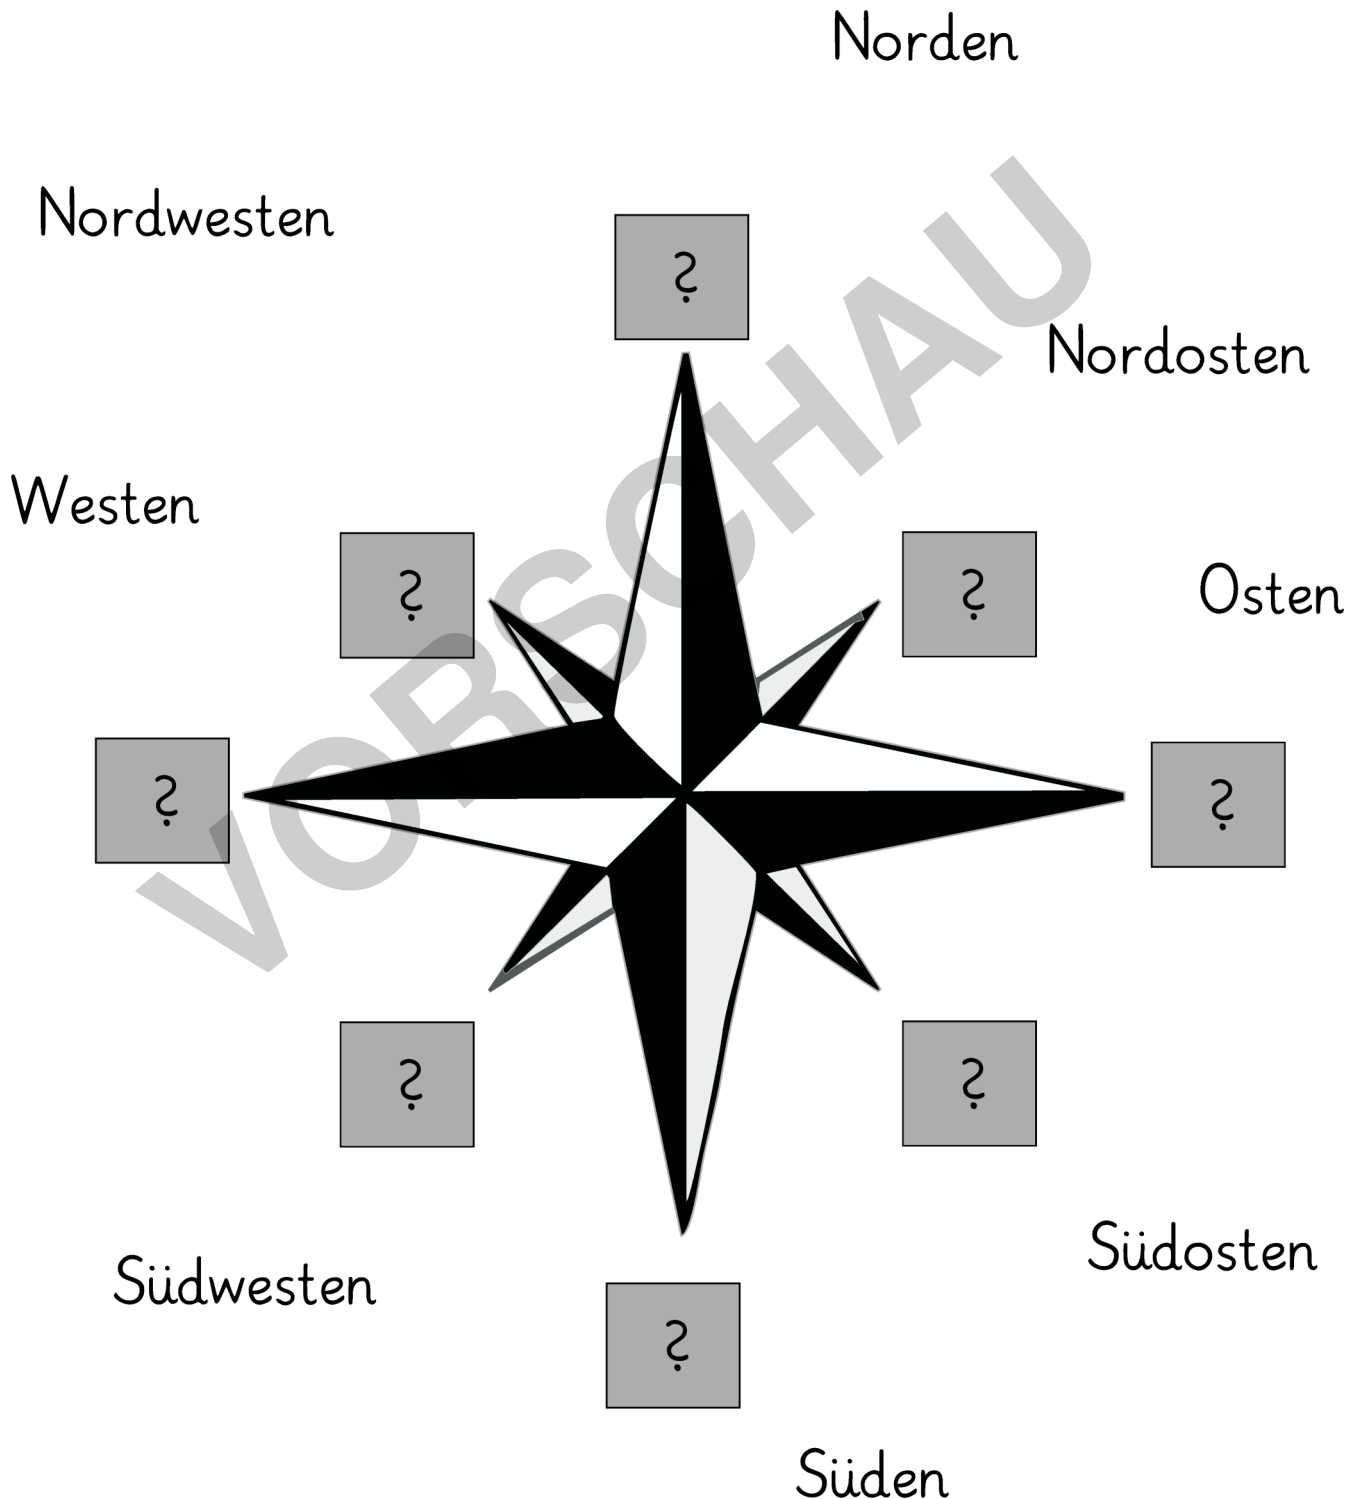 Norden
Nordwesten
?
Nordosten
Westen
?
?
Osten
?
?
VORSCHAU
?
?
Südosten
Südwesten
?
Süden